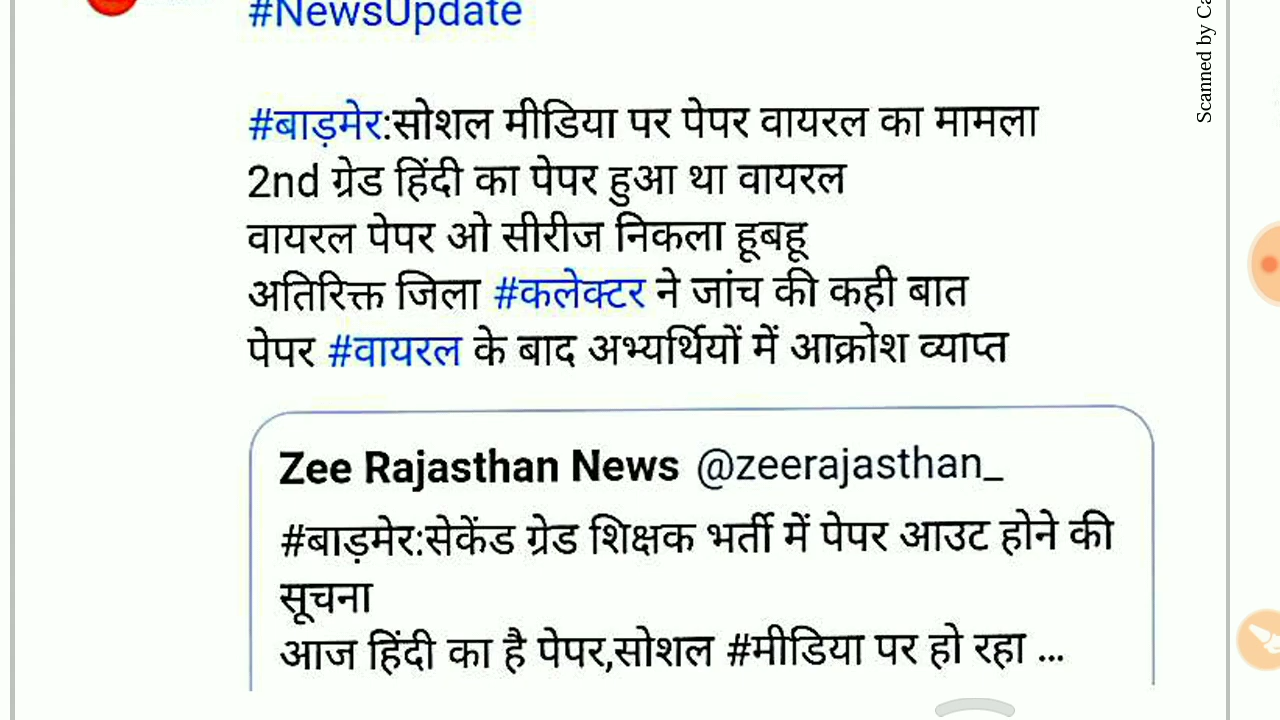 #NewsUpdate
#बाड़मेर:सोशल मीडिया पर पेपर वायरल का मामला
2nd ग्रेड हिंदी का पेपर हुआ था वायरल
वायरल पेपर ओ सीरीज निकला हूबहू
अतिरिक्त जिला #कलेक्टर ने जांच की कही बात
पेपर #वायरल के बाद अभ्यर्थियों में आक्रोश व्याप्त
Zee Rajasthan News @zeerajasthan_
#बाड़मेर:सेकेंड ग्रेड शिक्षक भर्ती में पेपर आउट होने की
सूचना
आज हिंदी का है पेपर,सोशल #मीडिया पर हो रहा ...
Scanned by